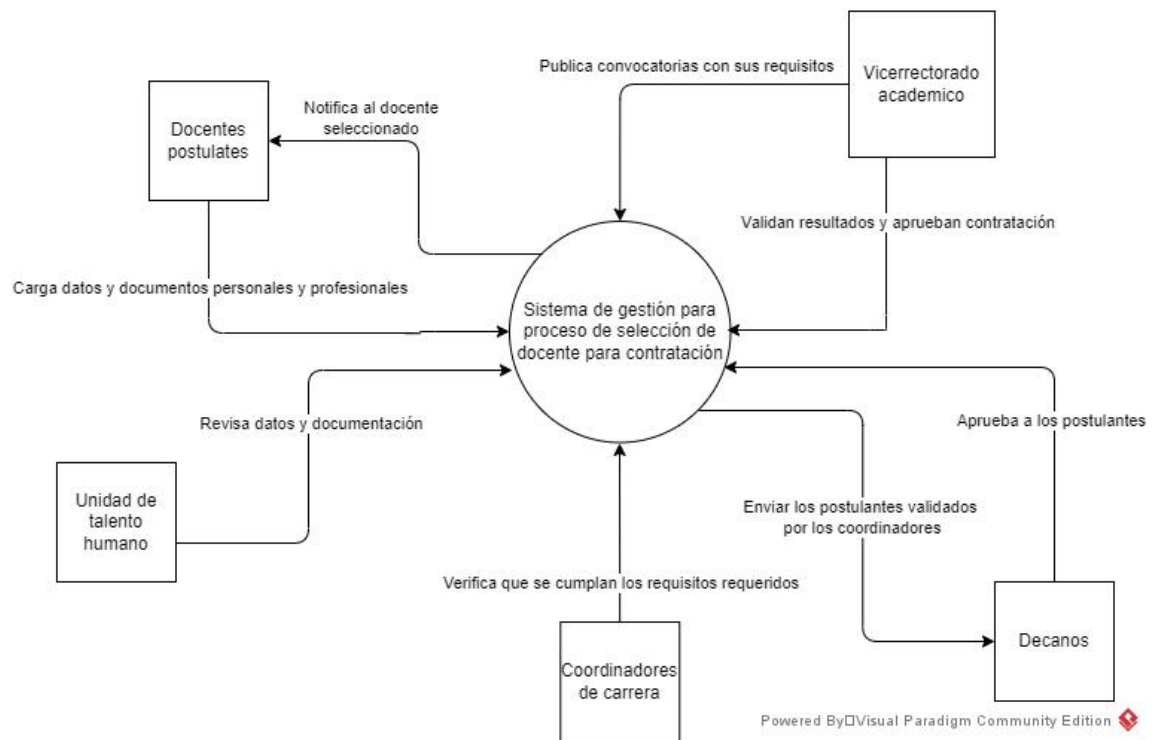 Publica convocatorias con sus requisitos
Vicerrectorado
academico
Notifica al docente
seleccionado
Docentes
postulates
Validan resultados y aprueban contratación
Carga datos y documentos personales y profesionales
Sistema de gestión para
proceso de selección de
docente para contratación
Revisa datos y documentación
Aprueba a los postulantes
Unidad de
talento
humano
Enviar los postulantes validados
por los coordinadores
Verifica que se cumplan los requisitos requeridos
Decanos
Coordinadores
de carrera
Powered By□Visual Paradigm Community Edition